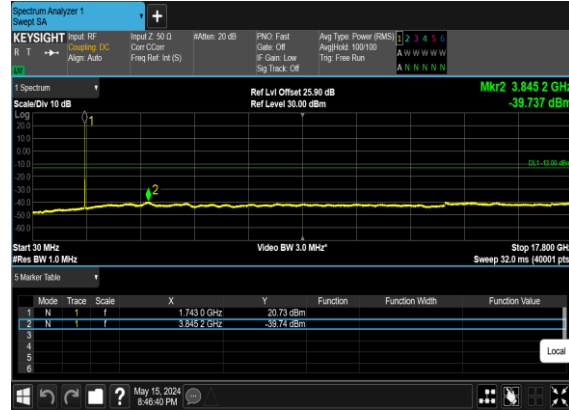 Spectrum Analyzer 1
Swept SA
+
KEYSIGHT Input: RF Input Z: 50 Ω #Atten: 20 dB PNO: Fast Avg Type: Power (RMS) 1 2 3 4 5 6
R T Coupling: DC Corr CCorr Gate: Off Avg|Hold: 100/100 A W W W W W
Align: Auto Freq Ref: Int (S) IF Gain: Low Trig: Free Run
Sig Track: Off A N N N N N
1 Spectrum
Scale/Div 10 dB
Ref Lvl Offset 25.90 dB
Ref Level 30.00 dBm
Mkr2 3.845 2 GHz
-39.737 dBm
Log
20.0
10.0
0.00
-10.0
-20.0
-30.0
-40.0
-50.0
-60.0
1
2
DL1 -13.00 dBm
Start 30 MHz Video BW 3.0 MHz* Stop 17.800 GHz
#Res BW 1.0 MHz Sweep 32.0 ms (40001 pts)
5 Marker Table
Mode Trace Scale X Y Function Function Width Function Value
1 N 1 f 1.743 0 GHz 20.73 dBm
2 N 1 f 3.845 2 GHz -39.74 dBm
3
4
5
6
Local
?
May 15, 2024
8:46:40 PM